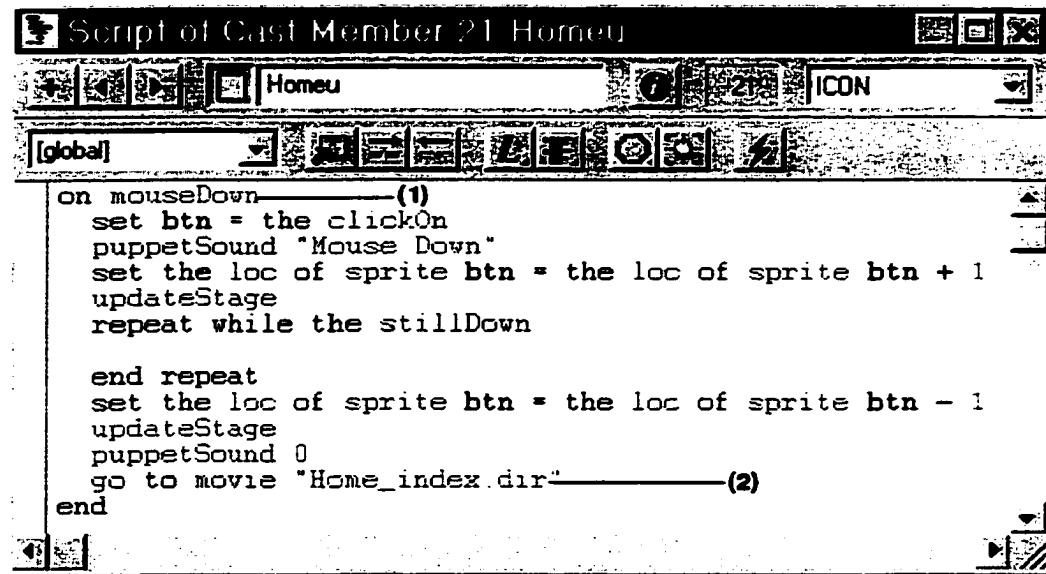 Script of Cast Member 21 Homeu
Homeu 21 ICON
[global]
on mouseDown (1)
set btn = the clickOn
puppetSound "Mouse Down"
set the loc of sprite btn = the loc of sprite btn + 1
updateStage
repeat while the stillDown
end repeat
set the loc of sprite btn = the loc of sprite btn - 1
updateStage
puppetSound 0
go to movie "Home_index.dir" (2)
end